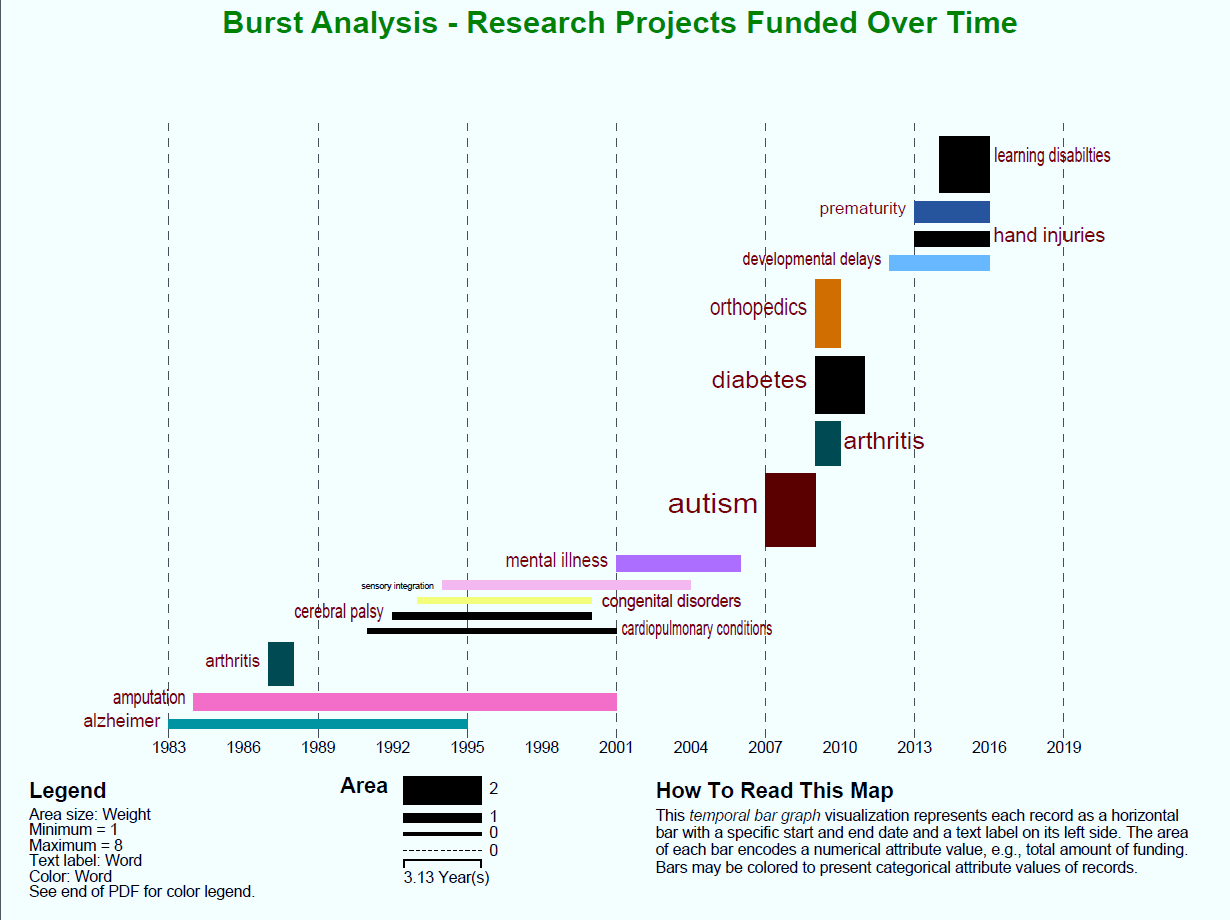 Burst Analysis - Research Projects Funded Over Time
learning disabilties
prematurity
hand injuries
developmental delays
orthopedics
diabetes
arthritis
autism
mental illness
sensory integration
congenital disorders
cerebral palsy
cardiopulmonary conditions
arthritis
amputation
alzheimer
1983 1986 1989 1992 1995 1998 2001 2004 2007 2010 2013 2016 2019
Legend
Area size: Weight
Minimum = 1
Maximum = 8
Text label: Word
Color: Word
See end of PDF for color legend.
Area
2
1
0
0
3.13 Year(s)
How To Read This Map
This temporal bar graph visualization represents each record as a horizontal
bar with a specific start and end date and a text label on its left side. The area
of each bar encodes a numerical attribute value, e.g., total amount of funding.
Bars may be colored to present categorical attribute values of records.